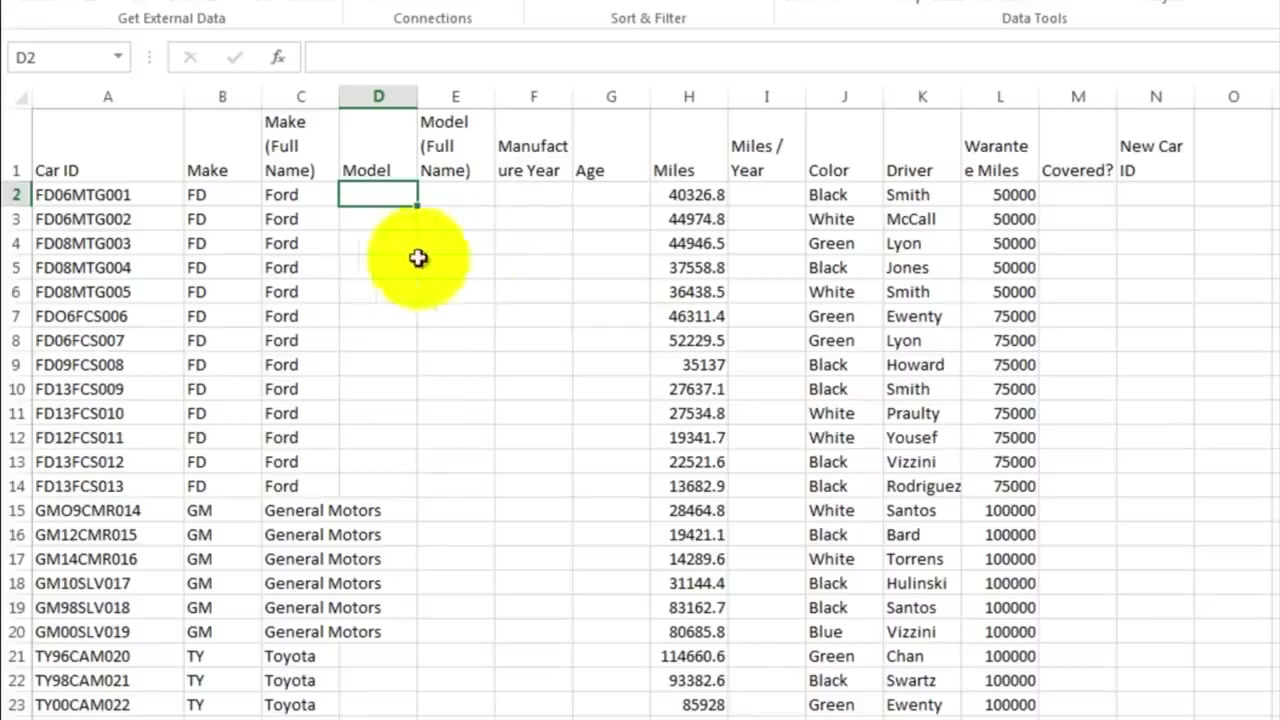 Get External Data Connections Sort & Filter Data Tools
D2 fx
A B C D E F G H I J K L M N O
1 Car ID Make Make (Full Name) Model Model (Full Name) Manufact ure Year Age Miles Miles / Year Color Driver Warante e Miles Covered? New Car ID
2 FD06MTG001 FD Ford 40326.8 Black Smith 50000
3 FD06MTG002 FD Ford 44974.8 White McCall 50000
4 FD08MTG003 FD Ford 44946.5 Green Lyon 50000
5 FD08MTG004 FD Ford 37558.8 Black Jones 50000
6 FD08MTG005 FD Ford 36438.5 White Smith 50000
7 FDO6FCS006 FD Ford 46311.4 Green Ewenty 75000
8 FD06FCS007 FD Ford 52229.5 Green Lyon 75000
9 FD09FCS008 FD Ford 35137 Black Howard 75000
10 FD13FCS009 FD Ford 27637.1 Black Smith 75000
11 FD13FCS010 FD Ford 27534.8 White Praulty 75000
12 FD12FCS011 FD Ford 19341.7 White Yousef 75000
13 FD13FCS012 FD Ford 22521.6 Black Vizzini 75000
14 FD13FCS013 FD Ford 13682.9 Black Rodriguez 75000
15 GMO9CMR014 GM General Motors 28464.8 White Santos 100000
16 GM12CMR015 GM General Motors 19421.1 Black Bard 100000
17 GM14CMR016 GM General Motors 14289.6 White Torrens 100000
18 GM10SLV017 GM General Motors 31144.4 Black Hulinski 100000
19 GM98SLV018 GM General Motors 83162.7 Black Santos 100000
20 GM00SLV019 GM General Motors 80685.8 Blue Vizzini 100000
21 TY96CAM020 TY Toyota 114660.6 Green Chan 100000
22 TY98CAM021 TY Toyota 93382.6 Black Swartz 100000
23 TY00CAM022 TY Toyota 85928 Green Ewenty 100000